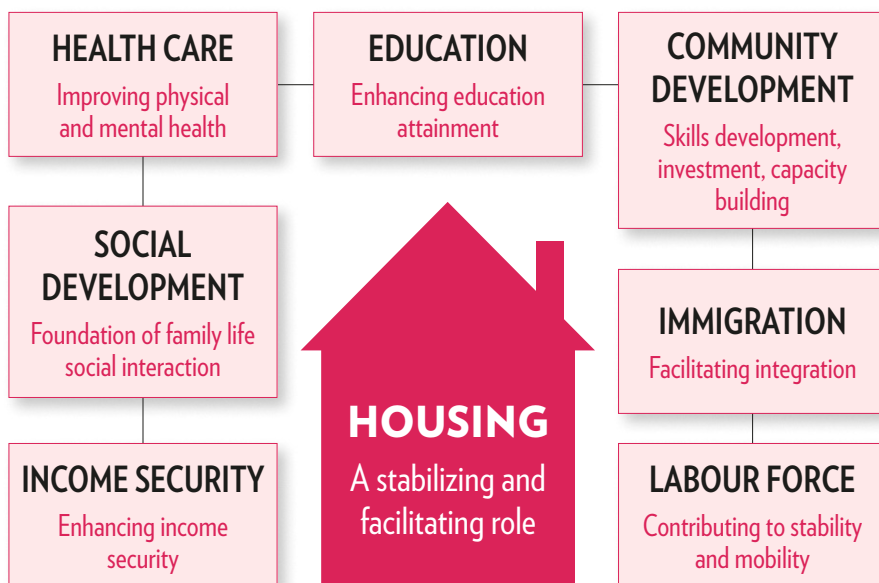 HEALTH CARE
Improving physical
and mental health
EDUCATION
Enhancing education
attainment
COMMUNITY
DEVELOPMENT
Skills development,
investment, capacity
building
SOCIAL
DEVELOPMENT
Foundation of family life
social interaction
IMMIGRATION
Facilitating integration
HOUSING
A stabilizing and
facilitating role
INCOME SECURITY
Enhancing income
security
LABOUR FORCE
Contributing to stability
and mobility